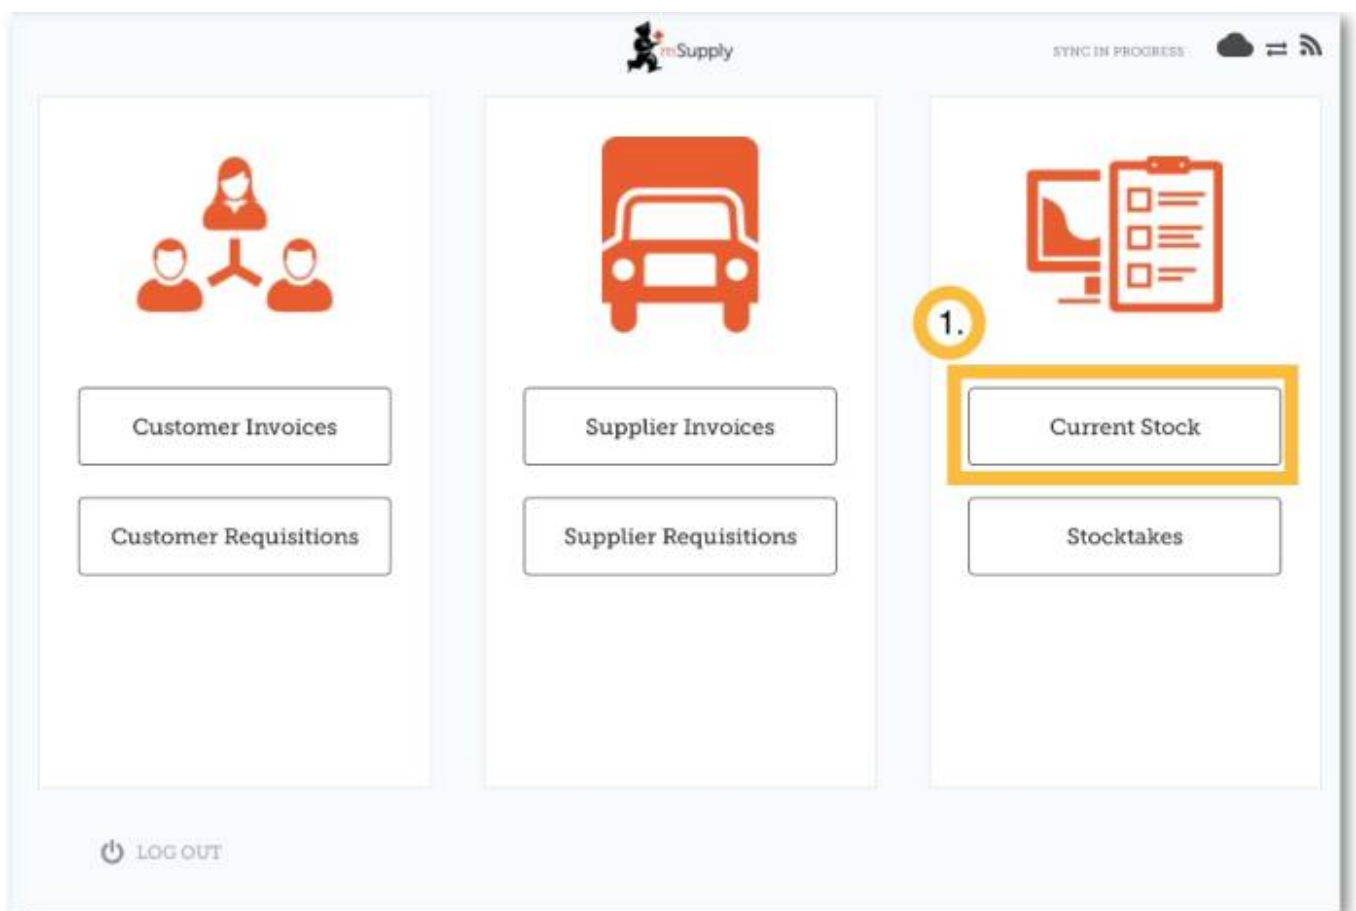 mSupply
SYNC IN PROGRESS
1.
Customer Invoices
Supplier Invoices
Current Stock
Customer Requisitions
Supplier Requisitions
Stocktakes
LOG OUT